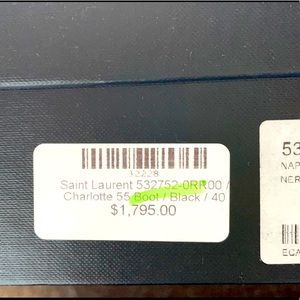 32228
Saint Laurent 532752-0RR00 /
Charlotte 55 Boot / Black / 40
$1,795.00
53
NAP
NER
ECA